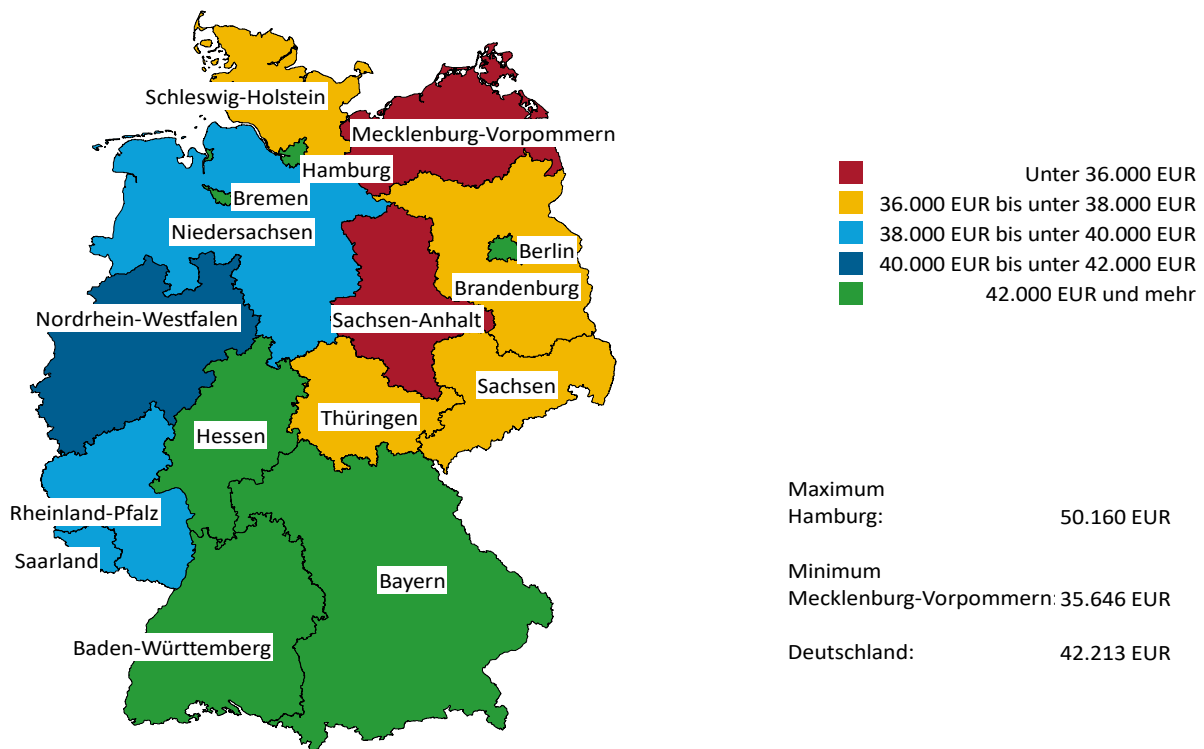 Schleswig-Holstein
Mecklenburg-Vorpommern
Hamburg
Bremen
Niedersachsen
Berlin
Brandenburg
Nordrhein-Westfalen
Sachsen-Anhalt
Sachsen
Thüringen
Hessen
Rheinland-Pfalz
Saarland
Bayern
Baden-Württemberg
Unter 36.000 EUR
36.000 EUR bis unter 38.000 EUR
38.000 EUR bis unter 40.000 EUR
40.000 EUR bis unter 42.000 EUR
42.000 EUR und mehr
Maximum
Hamburg: 50.160 EUR
Minimum
Mecklenburg-Vorpommern: 35.646 EUR
Deutschland: 42.213 EUR